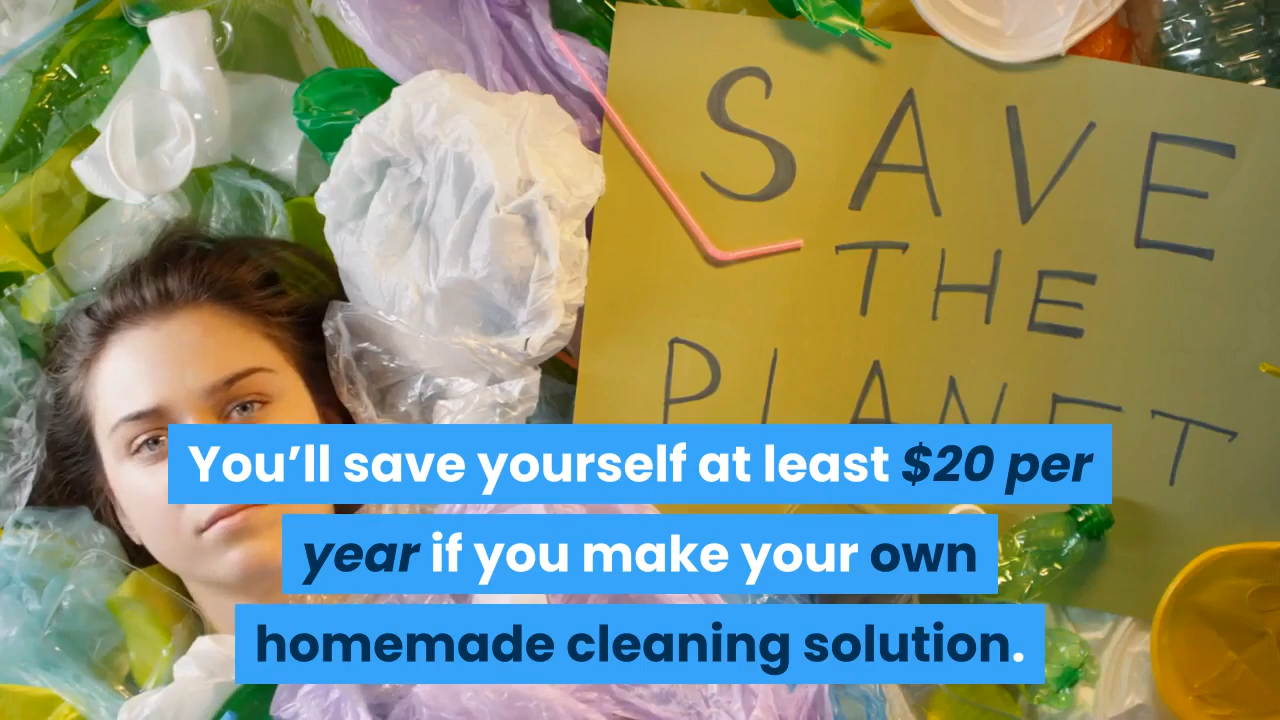 SAVE
THE
PLANET
You’ll save yourself at least $20 per
year if you make your own
homemade cleaning solution.